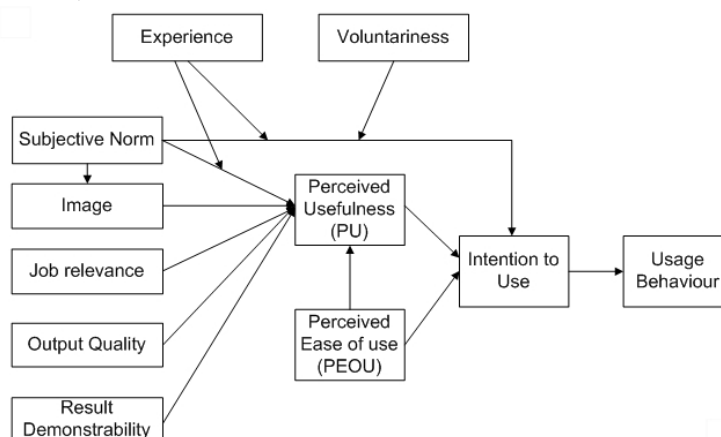 Experience
Voluntariness
Subjective Norm
Image
Perceived
Usefulness
(PU)
Job relevance
Intention to
Use
Usage
Behaviour
Output Quality
Perceived
Ease of use
(PEOU)
Result
Demonstrability